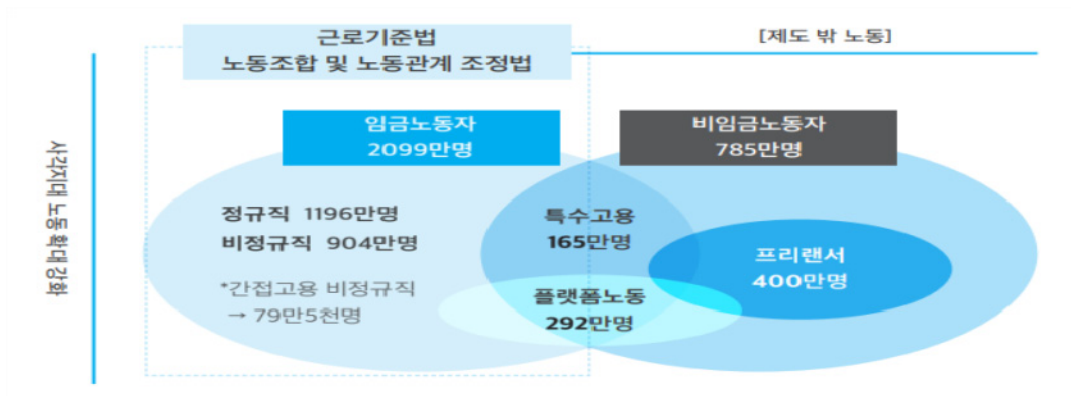 근로기준법
노동조합 및 노동관계 조정법
[제도 밖 노동]
사각지대 노동 확대 강화
임금노동자
2099만명
비임금노동자
785만명
정규직 1196만명
비정규직 904만명
*간접고용 비정규직
→ 79만5천명
특수고용
165만명
프리랜서
400만명
플랫폼노동
292만명